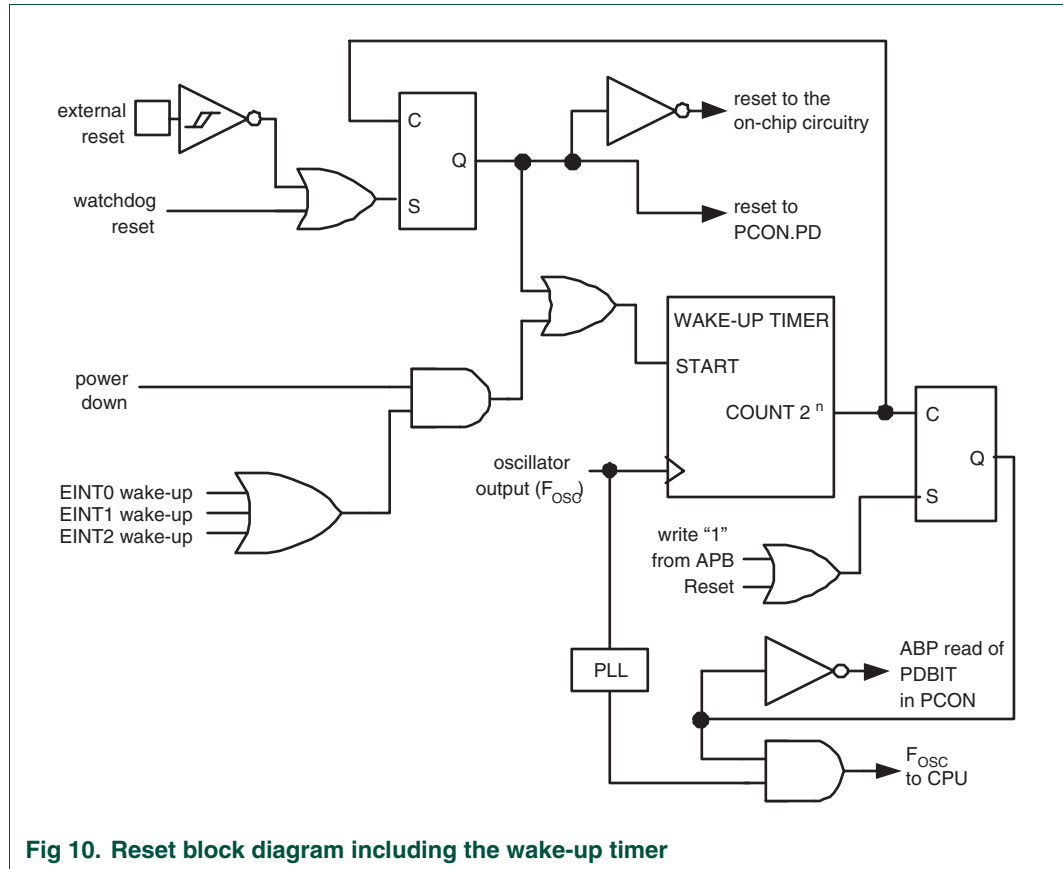 external
reset
C
Q
S
reset to the
on-chip circuitry
watchdog
reset
reset to
PCON.PD
WAKE-UP TIMER
START
COUNT 2 n
power
down
C
Q
S
oscillator
output (FOSC)
EINT0 wake-up
EINT1 wake-up
EINT2 wake-up
write “1”
from APB
Reset
PLL
ABP read of
PDBIT
in PCON
FOSC
to CPU
Fig 10. Reset block diagram including the wake-up timer